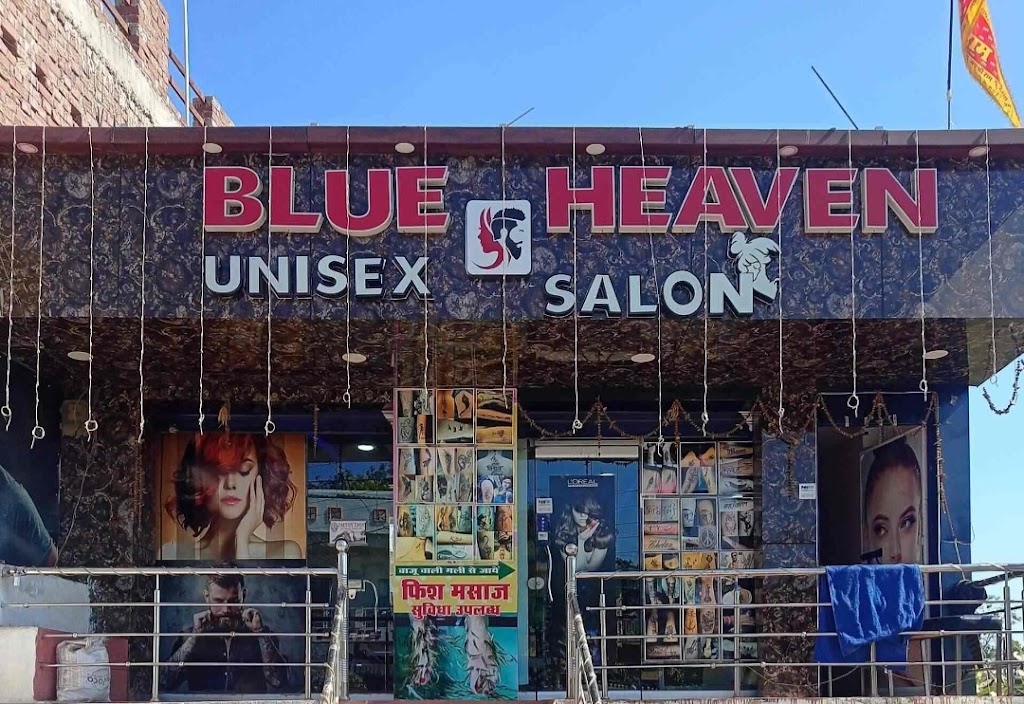 BLUE HEAVEN
UNISEX SALON
L'OREAL
बाजू वाली गली से जायें
फिश मसाज
सुविधा उपलब्ध